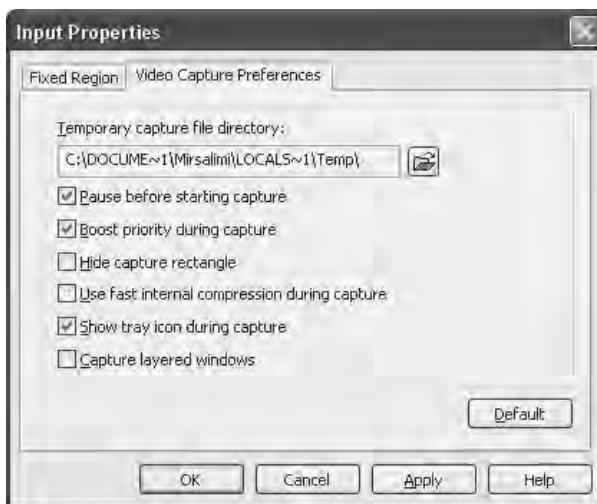 Input Properties
Fixed Region
Video Capture Preferences
Temporary capture file directory:
C:\DOCUME~1\Mirsalimi\LOCALS~1\Temp\
Pause before starting capture
Boost priority during capture
Hide capture rectangle
Use fast internal compression during capture
Show tray icon during capture
Capture layered windows
Default
OK
Cancel
Apply
Help